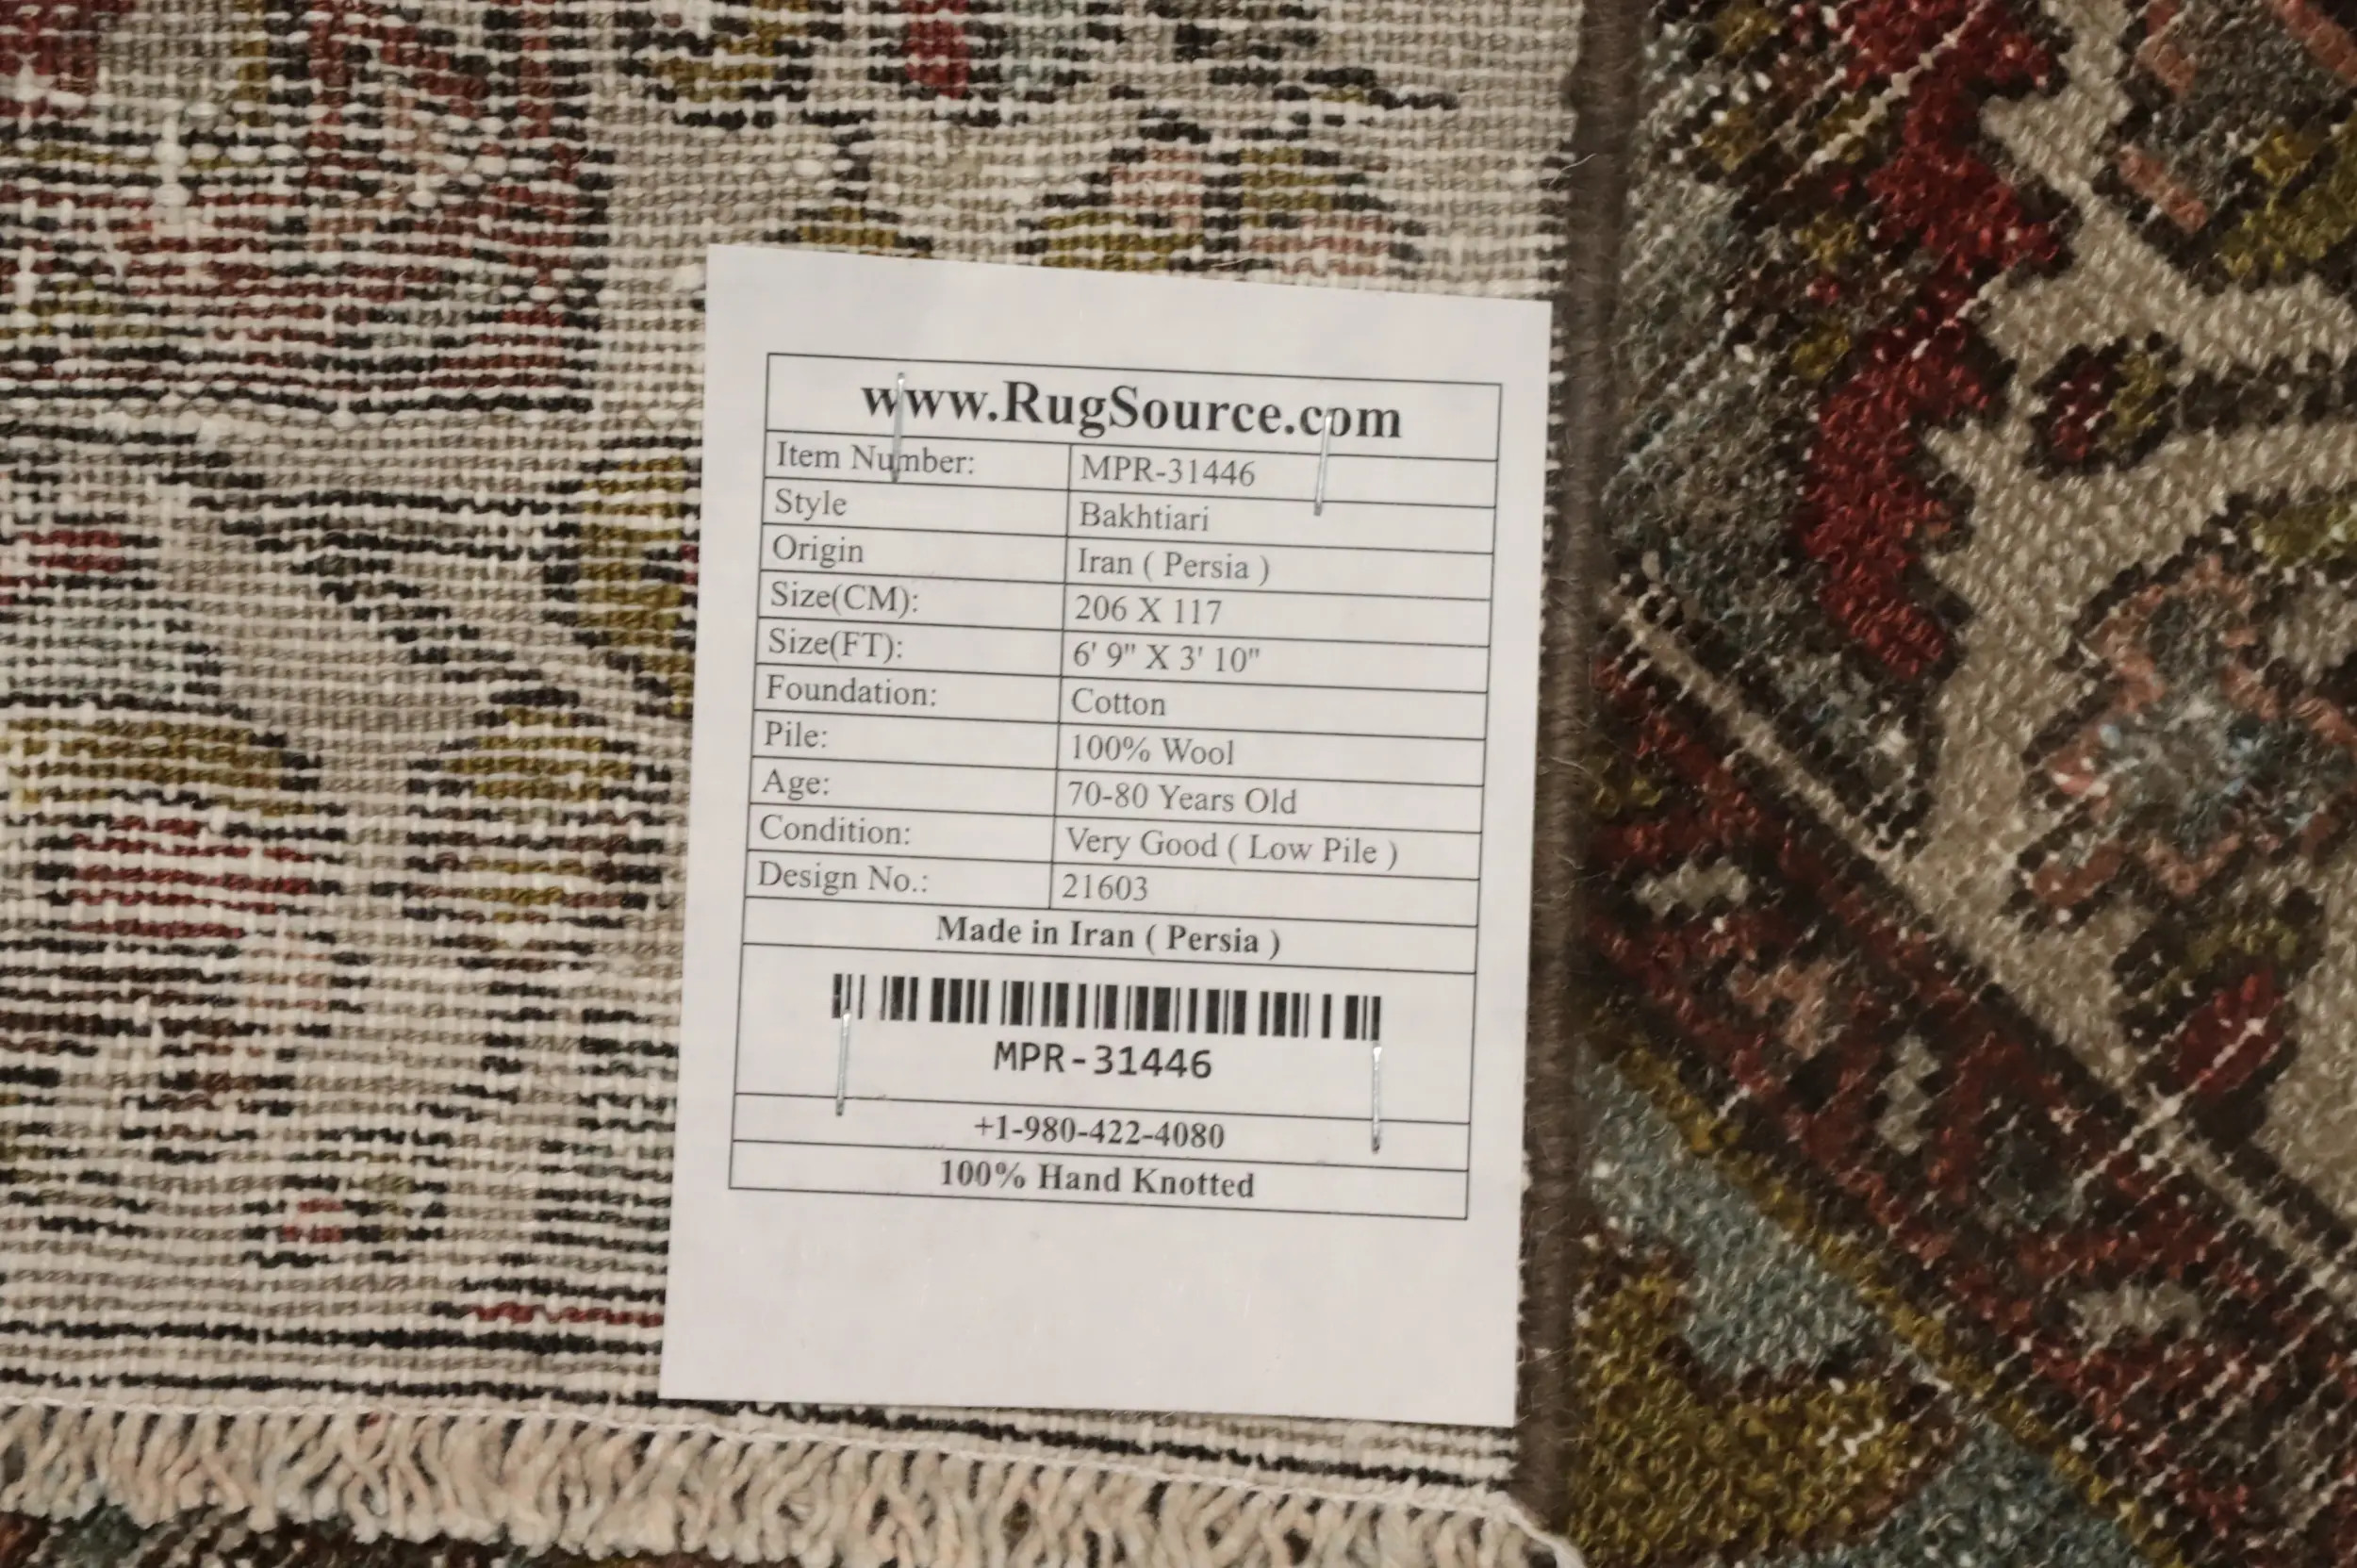 www.RugSource.com
Item Number: MPR-31446
Style Bakhtiari
Origin Iran ( Persia )
Size(CM): 206 X 117
Size(FT): 6' 9" X 3' 10"
Foundation: Cotton
Pile: 100% Wool
Age: 70-80 Years Old
Condition: Very Good ( Low Pile )
Design No.: 21603
Made in Iran ( Persia )
MPR-31446
+1-980-422-4080
100% Hand Knotted